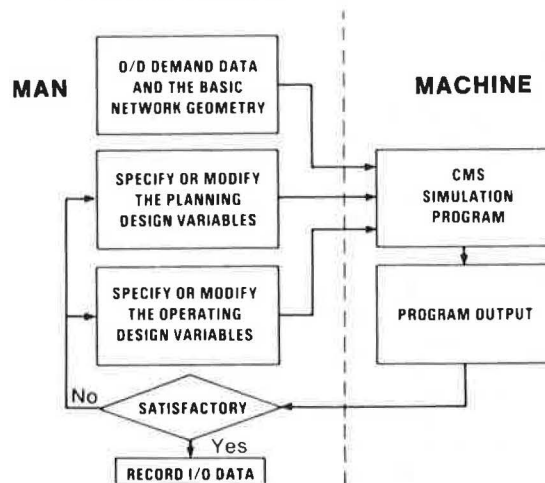 MAN
MACHINE
O/D DEMAND DATA
AND THE BASIC
NETWORK GEOMETRY
SPECIFY OR MODIFY
THE PLANNING
DESIGN VARIABLES
CMS
SIMULATION
PROGRAM
SPECIFY OR MODIFY
THE OPERATING
DESIGN VARIABLES
PROGRAM OUTPUT
No
SATISFACTORY
Yes
RECORD I/O DATA